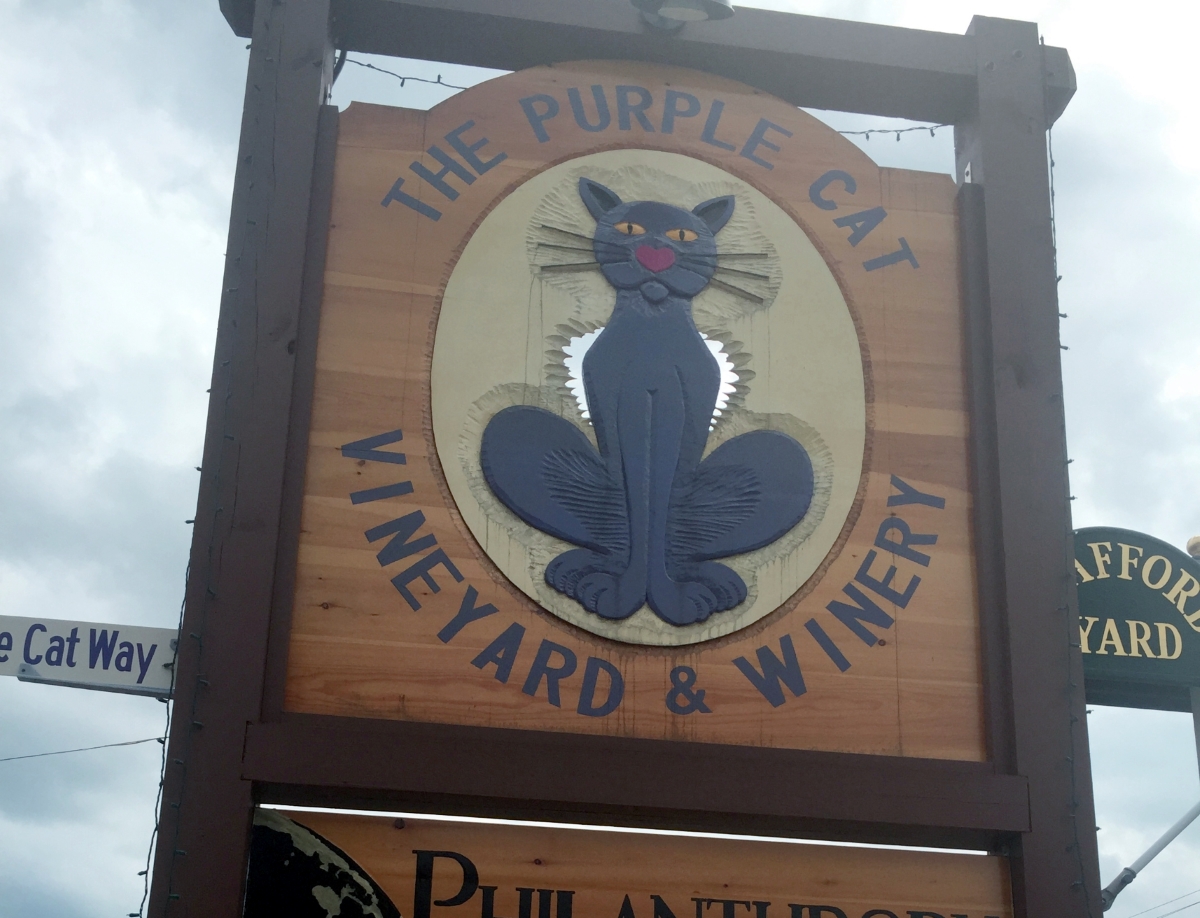 THE PURPLE CAT
VINEYARD & WINERY
Cat Way
YARD